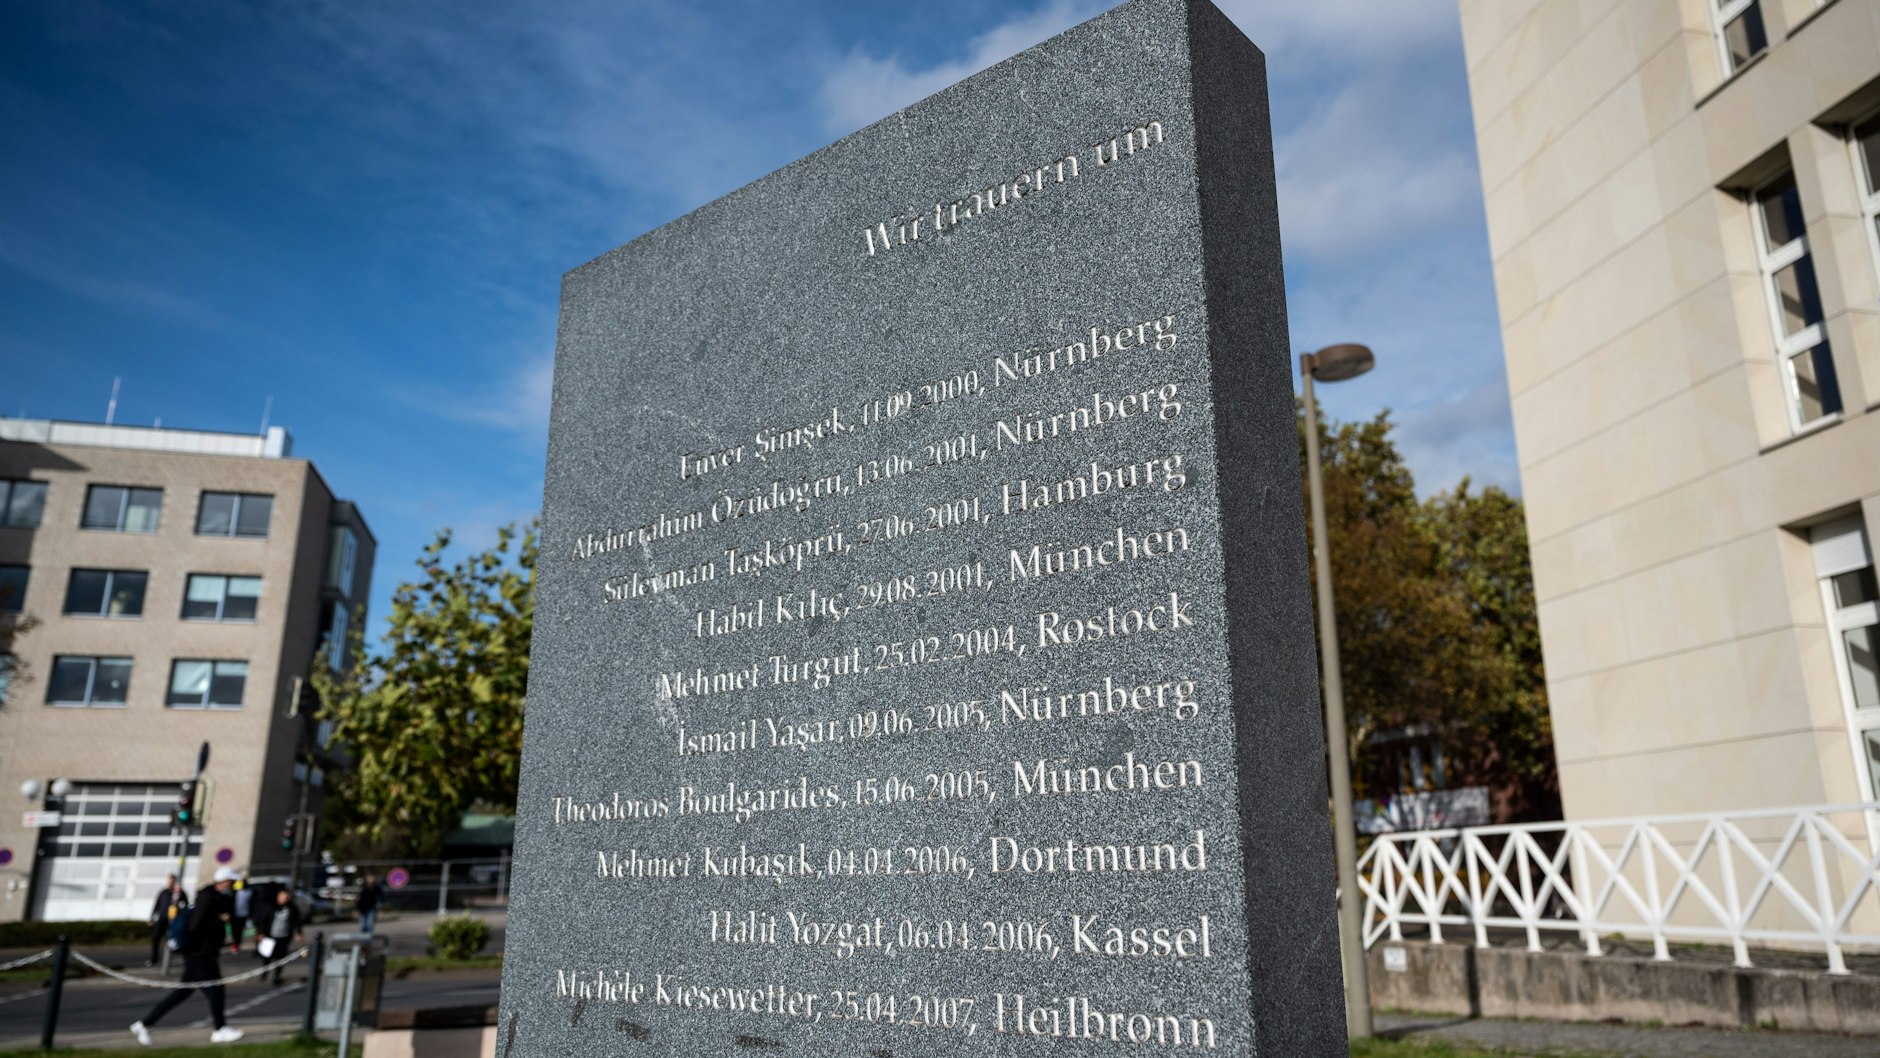 Wir trauern um
Enver Şimşek, 11.09.2000, Nürnberg
Abdurrahim Özüdoğru, 13.06.2001, Nürnberg
Süleyman Taşköprü, 27.06.2001, Hamburg
Habil Kılıç, 29.08.2001, München
Mehmet Turgut, 25.02.2004, Rostock
İsmail Yaşar, 09.06.2005, Nürnberg
Theodoros Boulgarides, 15.06.2005, München
Mehmet Kubaşık, 04.04.2006, Dortmund
Halit Yozgat, 06.04.2006, Kassel
Michèle Kiesewetter, 25.04.2007, Heilbronn